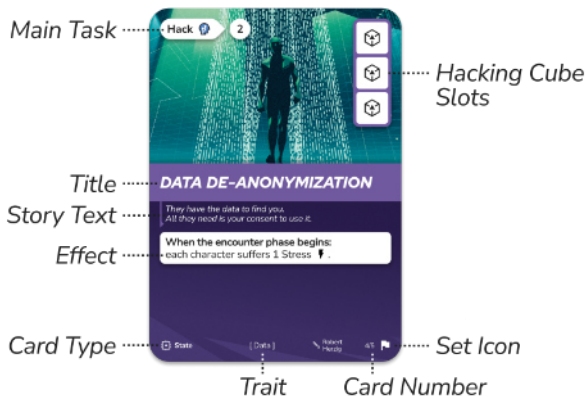 Main Task
Hack
2
Hacking Cube
Slots
Title
DATA DE-ANONYMIZATION
Story Text
They have the data to find you.
All they need is your consent to use it.
Effect
When the encounter phase begins:
each character suffers 1 Stress .
Card Type
State
[ Data ]
Robert
Set Icon
Trait
Card Number